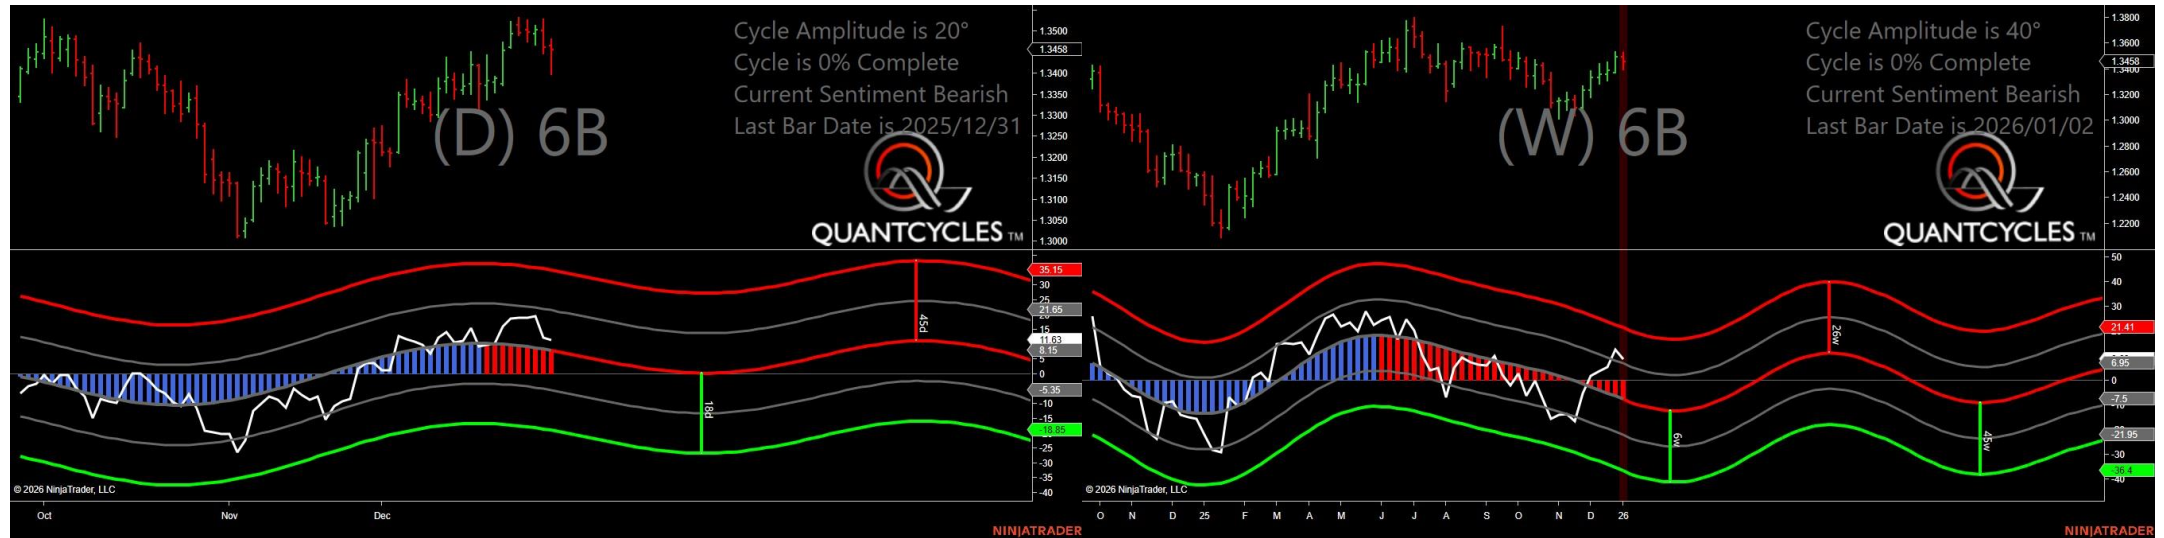 Cycle Amplitude is 20°
Cycle is 0% Complete
Current Sentiment Bearish
Last Bar Date is 2025/12/31
(D) 6B
QUANTCYCLES TM
1.3500
1.3458
1.3400
1.3350
1.3300
1.3250
1.3200
1.3150
1.3100
1.3050
1.3000
35.15
30
25
21.65
15
11.63
8.15
5
0
-5.35
-10
-15
-18.85
-25
-30
-35
-40
45d
18d
© 2026 NinjaTrader, LLC
Oct Nov Dec
NINJATRADER
Cycle Amplitude is 40°
Cycle is 0% Complete
Current Sentiment Bearish
Last Bar Date is 2026/01/02
(W) 6B
QUANTCYCLES TM
1.3800
1.3600
1.3458
1.3400
1.3200
1.3000
1.2800
1.2600
1.2400
1.2200
50
40
30
21.41
6.95
0
-7.5
-21.95
-30
-36.4
-40
26w
6w
45w
© 2026 NinjaTrader, LLC
O N D 25 F M A M J J A S O N D 26
NINJATRADER